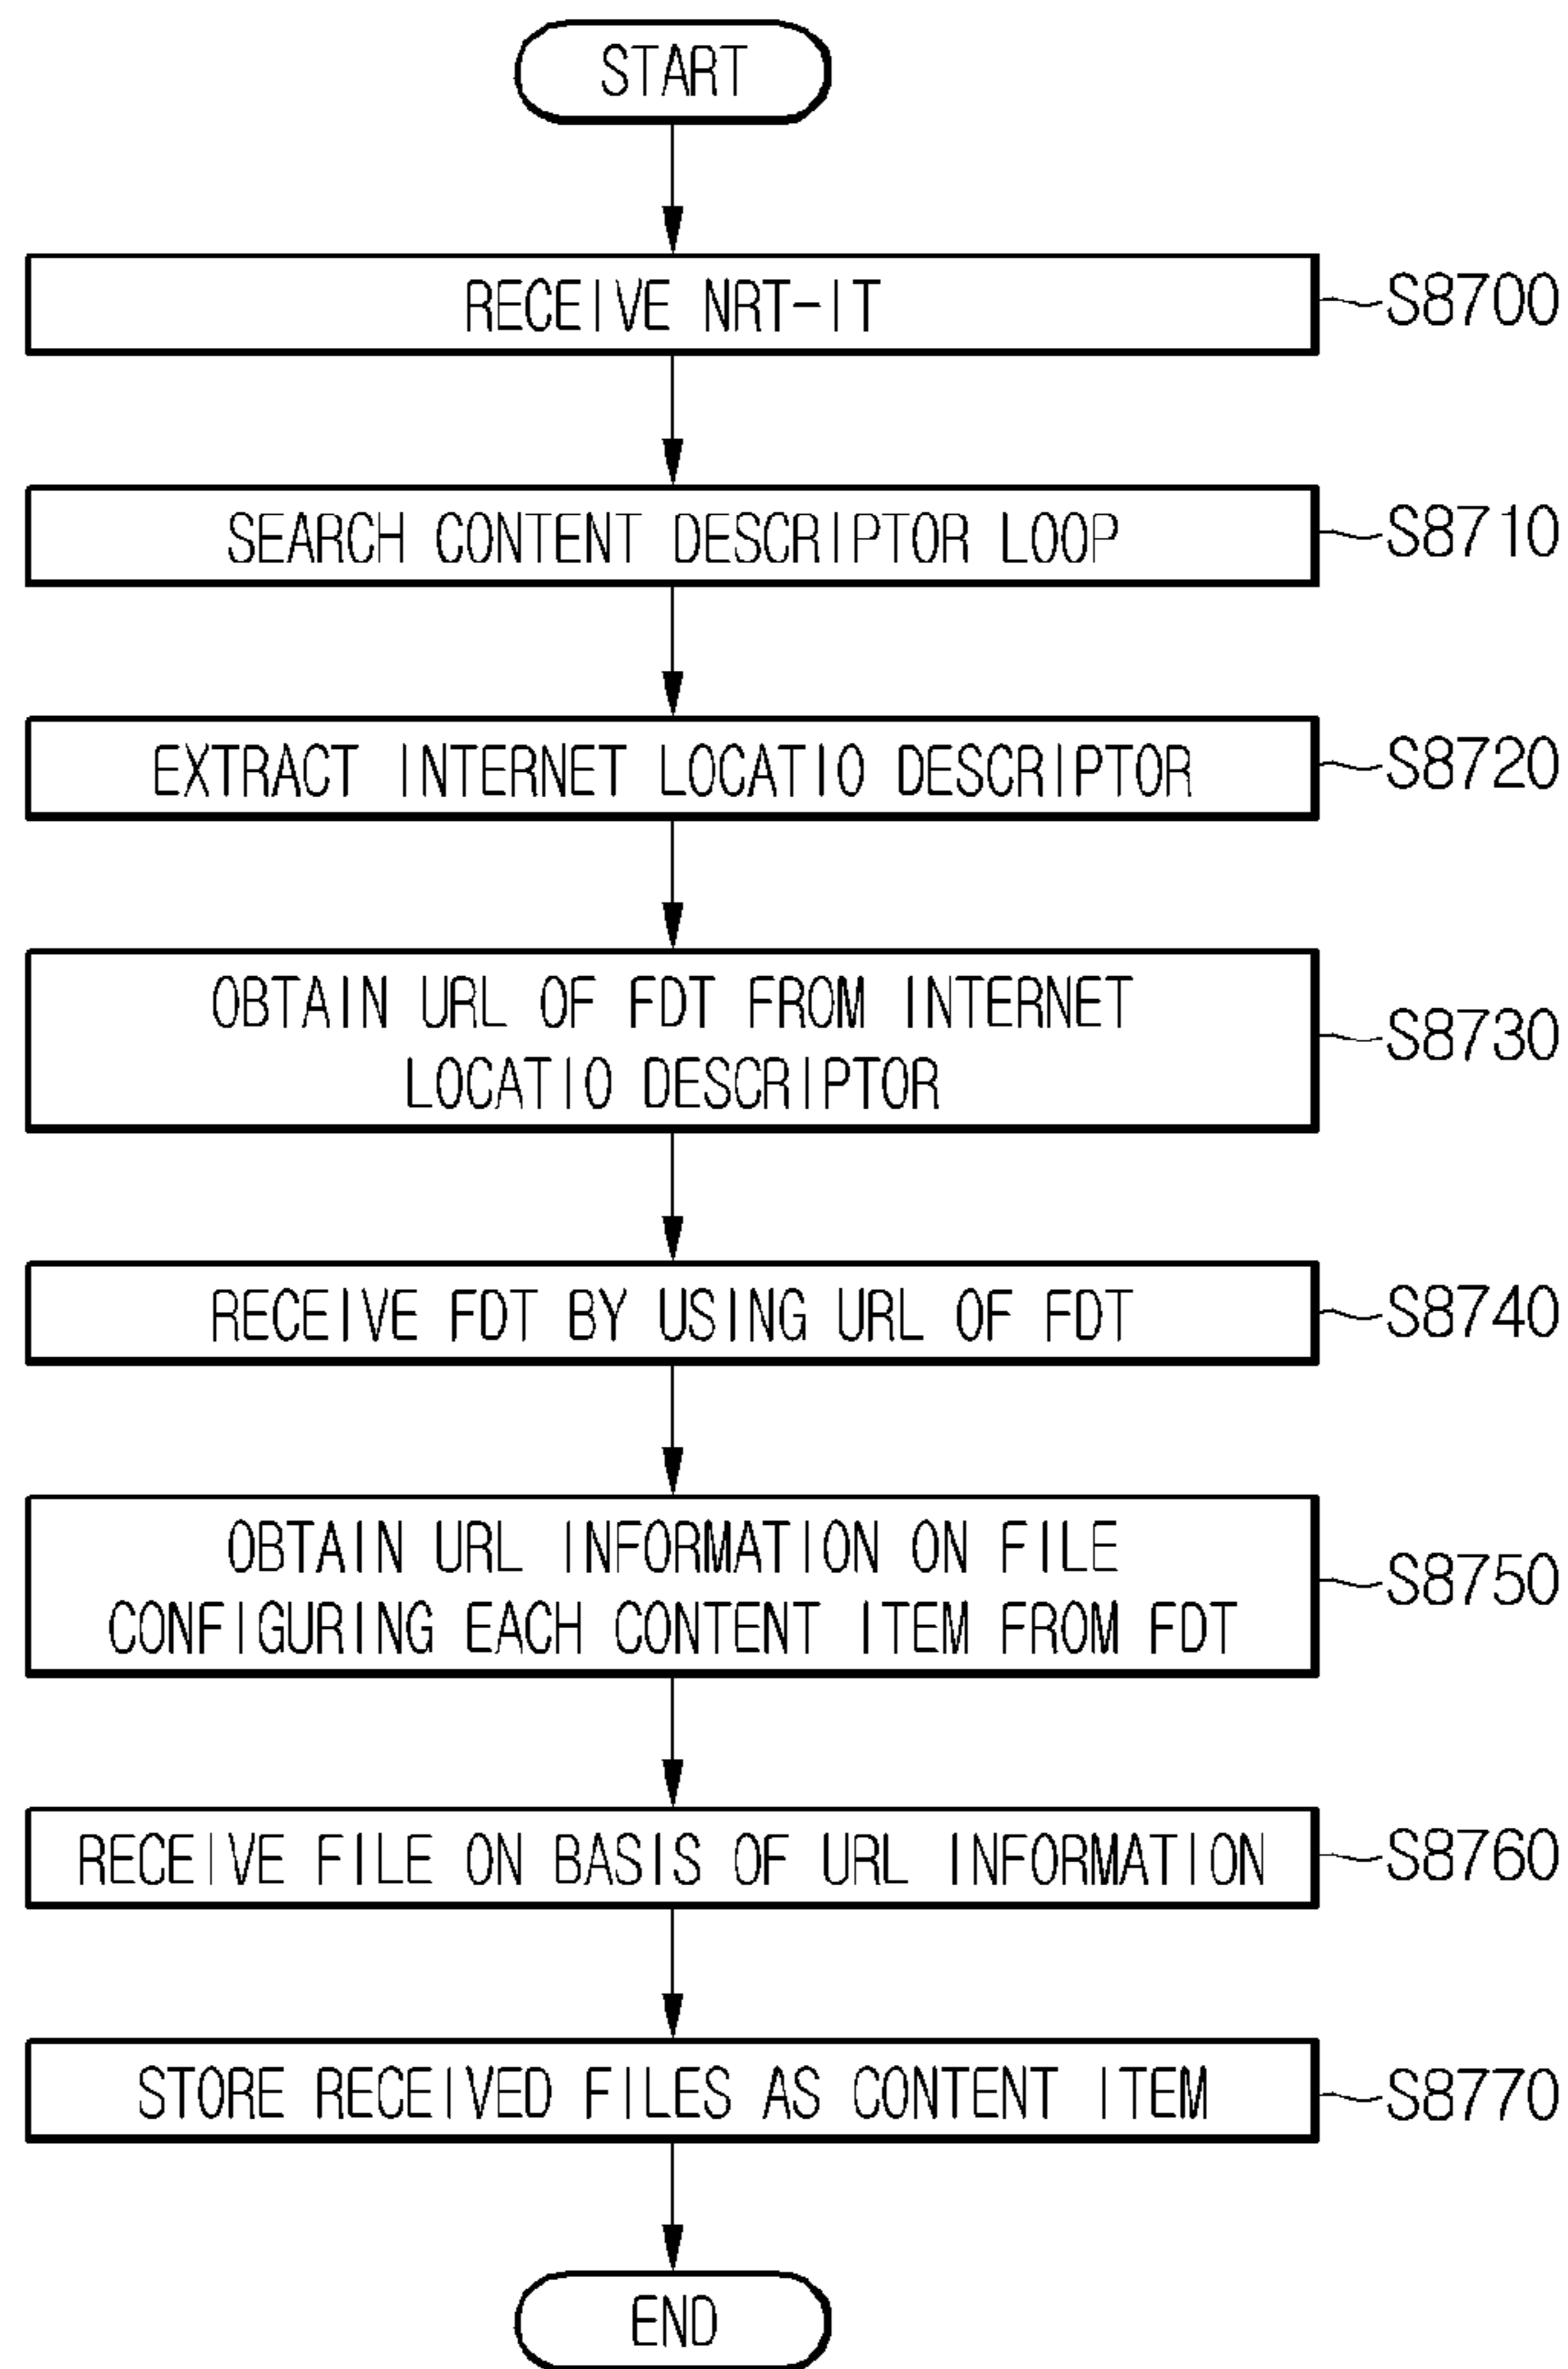 START
RECEIVE NRT-IT
S8700
SEARCH CONTENT DESCRIPTOR LOOP
S8710
EXTRACT INTERNET LOCATIO DESCRIPTOR
S8720
OBTAIN URL OF FDT FROM INTERNET
LOCATIO DESCRIPTOR
S8730
RECEIVE FDT BY USING URL OF FDT
S8740
OBTAIN URL INFORMATION ON FILE
CONFIGURING EACH CONTENT ITEM FROM FDT
S8750
RECEIVE FILE ON BASIS OF URL INFORMATION
S8760
STORE RECEIVED FILES AS CONTENT ITEM
S8770
END